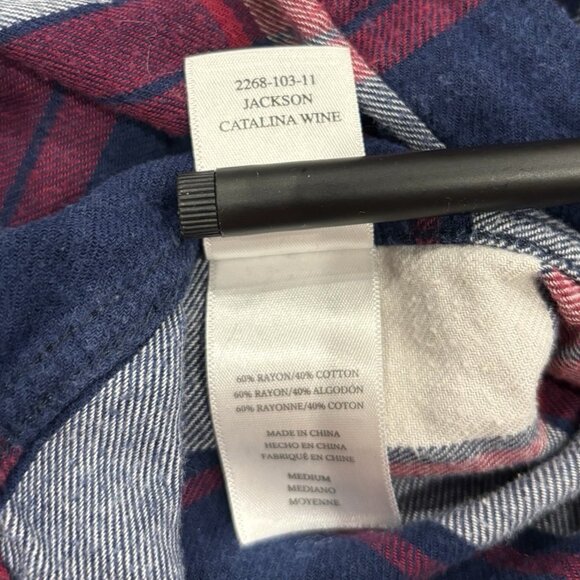 2268-103-11
JACKSON
CATALINA WINE
60% RAYON/40% COTTON
60% RAYON/40% ALGODÓN
60% RAYONNE/40% COTON
MADE IN CHINA
HECHO EN CHINA
FABRIQUÉ EN CHINE
MEDIUM
MEDIANO
MOYENNE